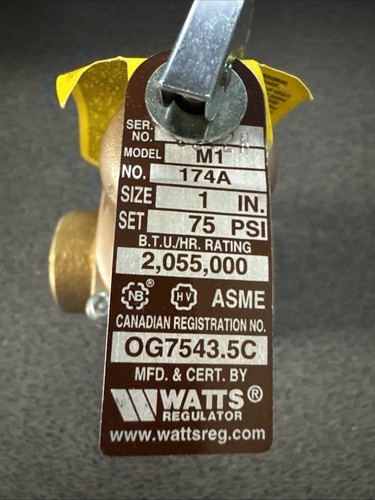 SER.
NO.
MODEL M1
NO. 174A
SIZE 1 IN.
SET 75 PSI
B.T.U./HR. RATING
2,055,000
NB® HV ASME
CANADIAN REGISTRATION NO.
OG7543.5C
MFD. & CERT. BY
WATTS®
REGULATOR
www.wattsreg.com